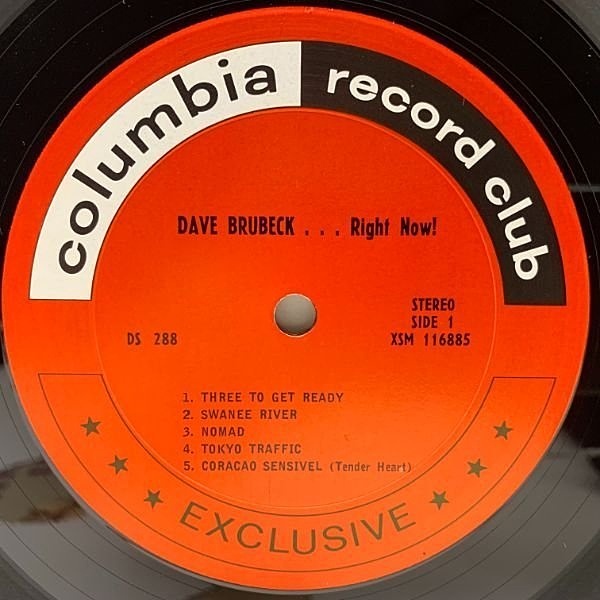 columbia record club
DAVE BRUBECK . . . Right Now!
STEREO
SIDE 1
DS 288
XSM 116885
1. THREE TO GET READY
2. SWANEE RIVER
3. NOMAD
4. TOKYO TRAFFIC
5. CORACAO SENSIVEL (Tender Heart)
EXCLUSIVE